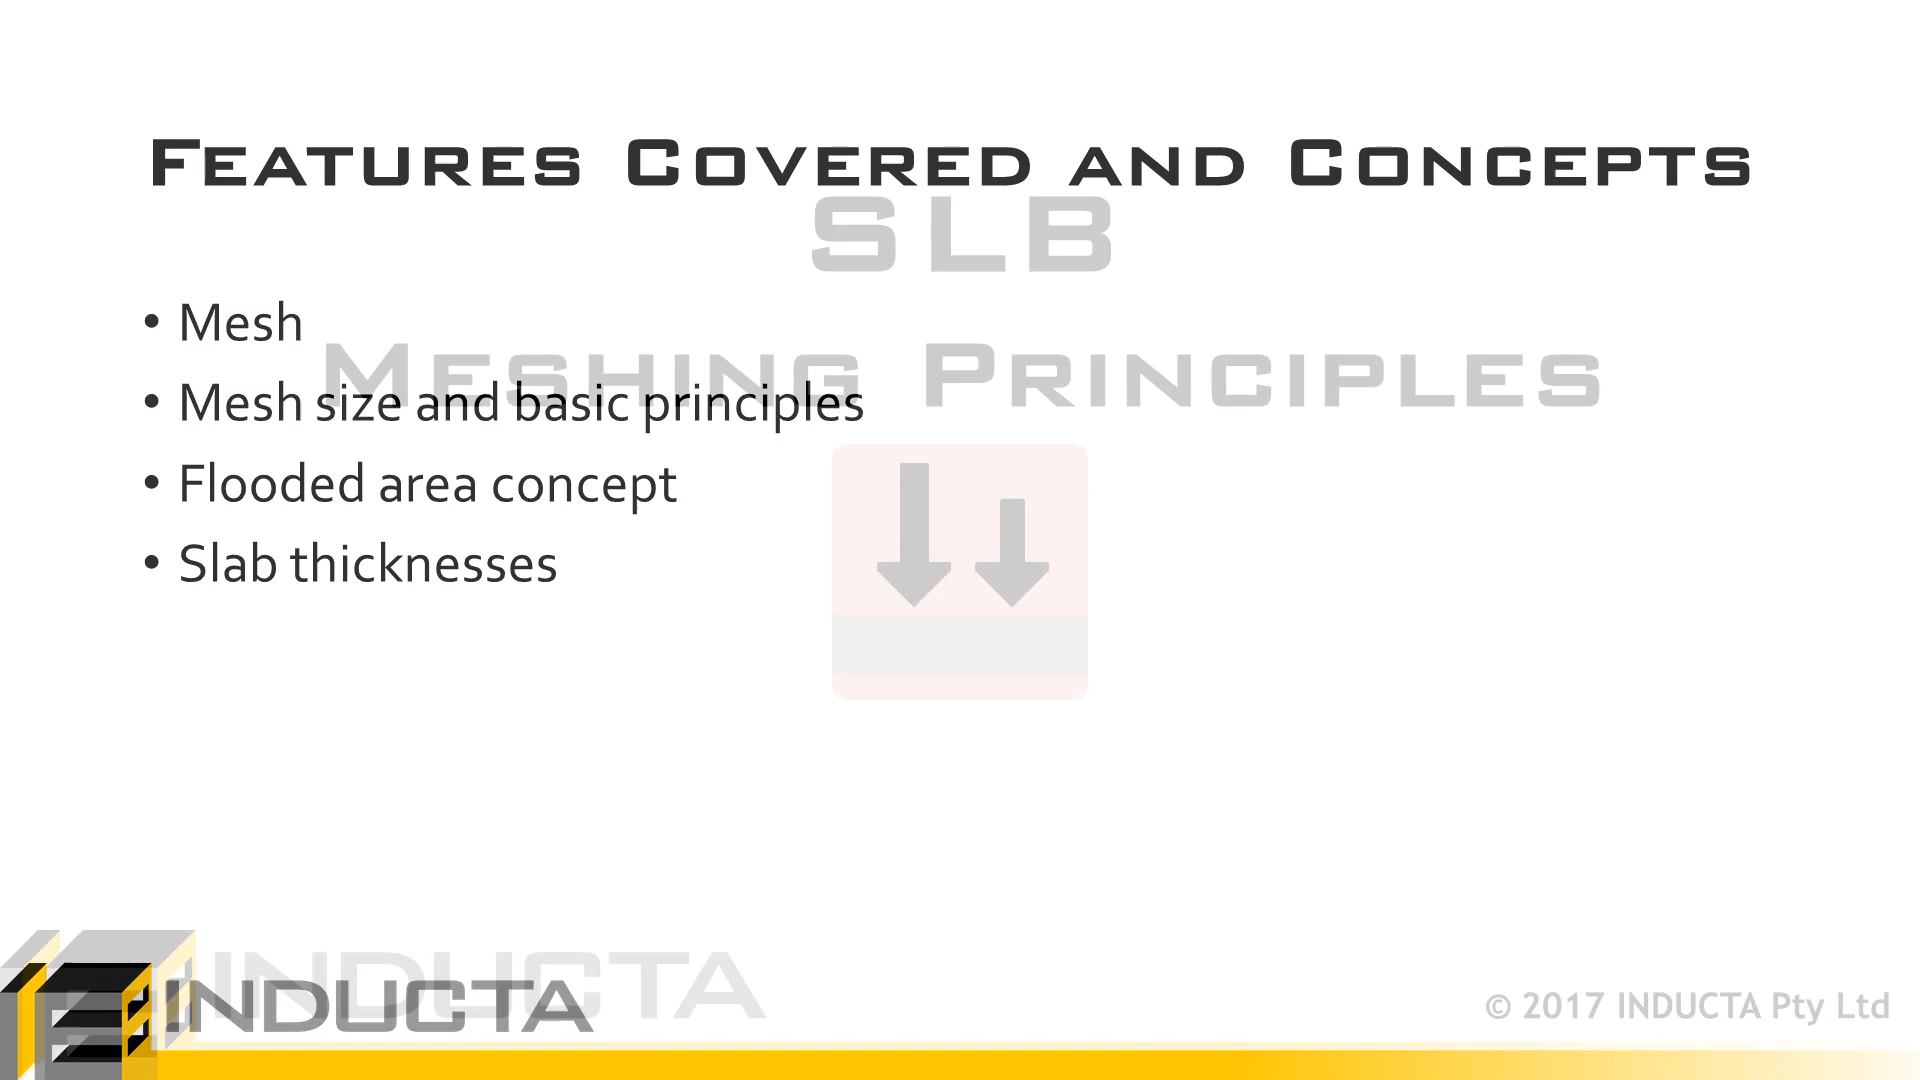 Features Covered and Concepts
SLB
• Mesh
Meshing Principles
• Mesh size and basic principles
• Flooded area concept
• Slab thicknesses
INDUCTA
INDUCTA
© 2017 INDUCTA Pty Ltd